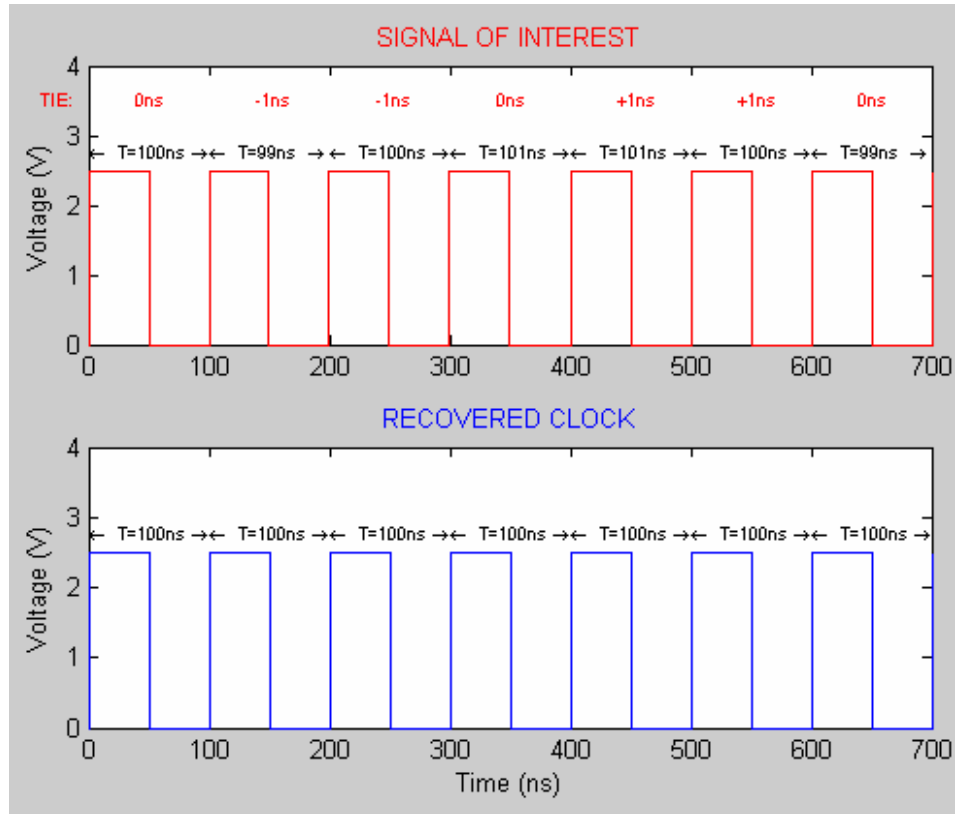 SIGNAL OF INTEREST
4
TIE: 0ns -1ns -1ns 0ns +1ns +1ns 0ns
3
← T=100ns →← T=99ns →← T=100ns →← T=101ns →← T=101ns →← T=100ns →← T=99ns →
Voltage (V)
2
1
0
0 100 200 300 400 500 600 700
RECOVERED CLOCK
4
3
← T=100ns →← T=100ns →← T=100ns →← T=100ns →← T=100ns →← T=100ns →← T=100ns →
Voltage (V)
2
1
0
0 100 200 300 400 500 600 700
Time (ns)